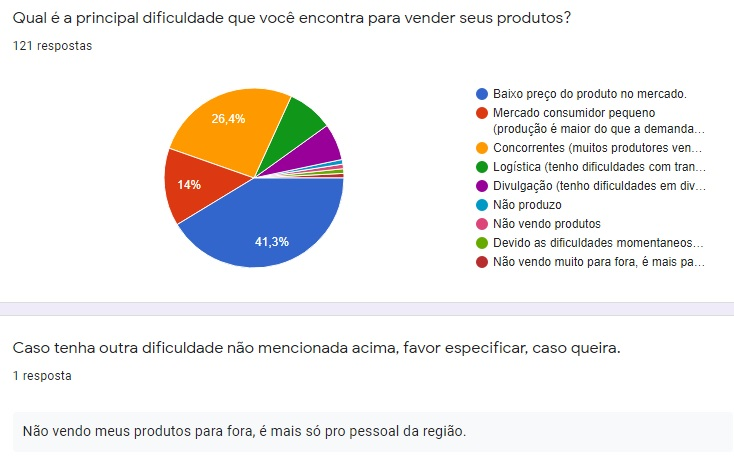 Qual é a principal dificuldade que você encontra para vender seus produtos?
121 respostas
26,4%
14%
41,3%
Baixo preço do produto no mercado.
Mercado consumidor pequeno
(produção é maior do que a demanda...
Concorrentes (muitos produtores ven...
Logística (tenho dificuldades com tran...
Divulgação (tenho dificuldades em div...
Não produzo
Não vendo produtos
Devido as dificuldades momentaneos...
Não vendo muito para fora, é mais pa...
Caso tenha outra dificuldade não mencionada acima, favor especificar, caso queira.
1 resposta
Não vendo meus produtos para fora, é mais só pro pessoal da região.